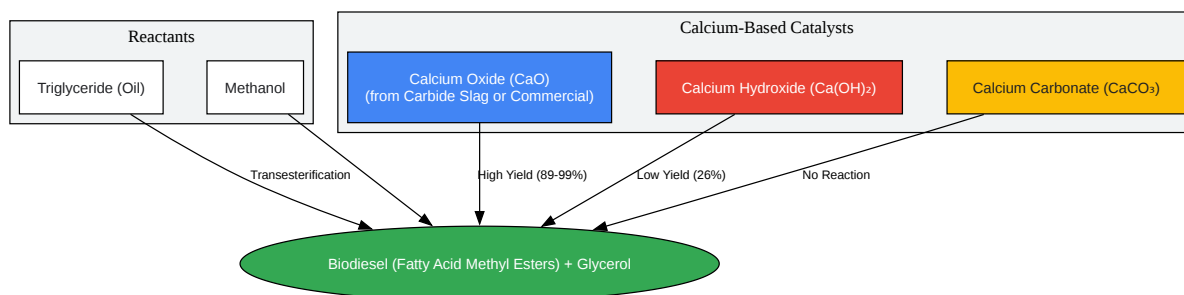 Reactants
Calcium-Based Catalysts
Triglyceride (Oil)
Methanol
Calcium Oxide (CaO)
(from Carbide Slag or Commercial)
Calcium Hydroxide (Ca(OH)₂)
Calcium Carbonate (CaCO₃)
Transesterification
High Yield (89-99%)
Low Yield (26%)
No Reaction
Biodiesel (Fatty Acid Methyl Esters) + Glycerol